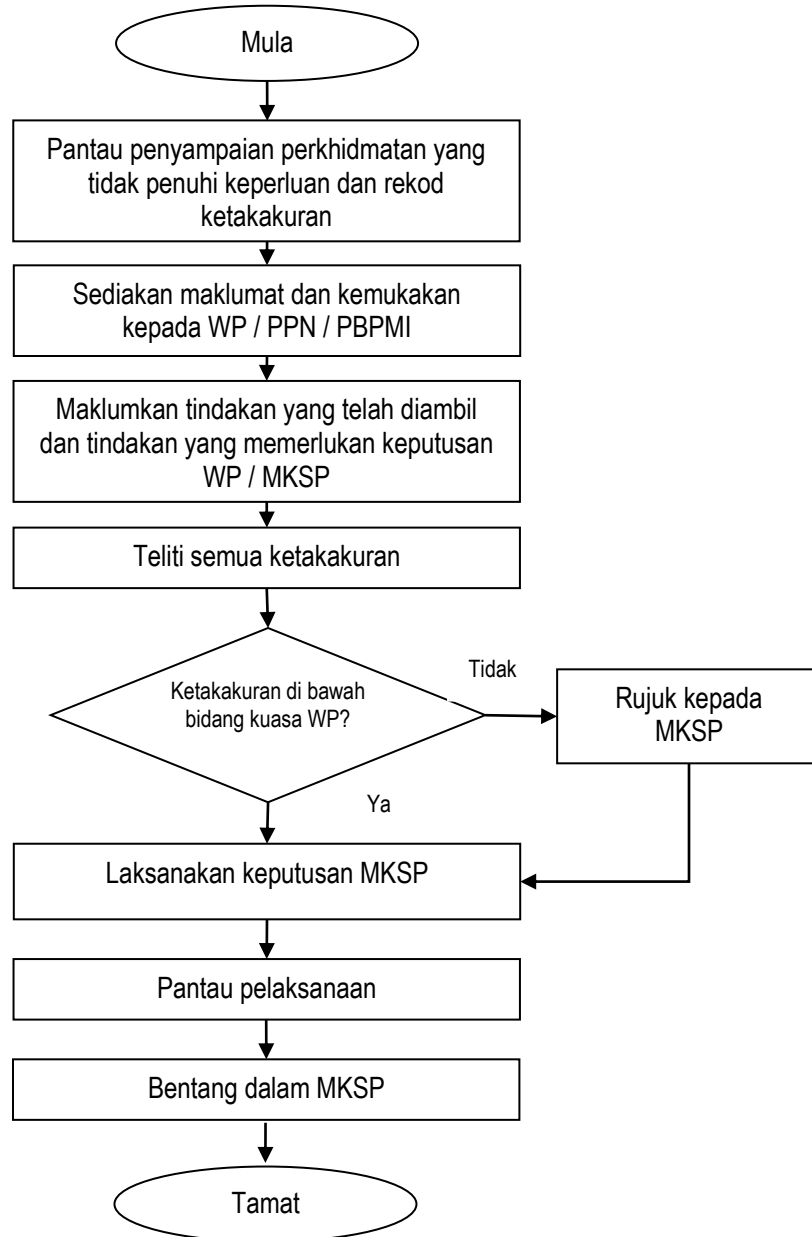 Mula
Pantau penyampaian perkhidmatan yang
tidak penuhi keperluan dan rekod
ketakakuran
Sediakan maklumat dan kemukakan
kepada WP / PPN / PBPMI
Maklumkan tindakan yang telah diambil
dan tindakan yang memerlukan keputusan
WP / MKSP
Teliti semua ketakakuran
Ketakakuran di bawah
bidang kuasa WP?
Tidak
Rujuk kepada
MKSP
Ya
Laksanakan keputusan MKSP
Pantau pelaksanaan
Bentang dalam MKSP
Tamat